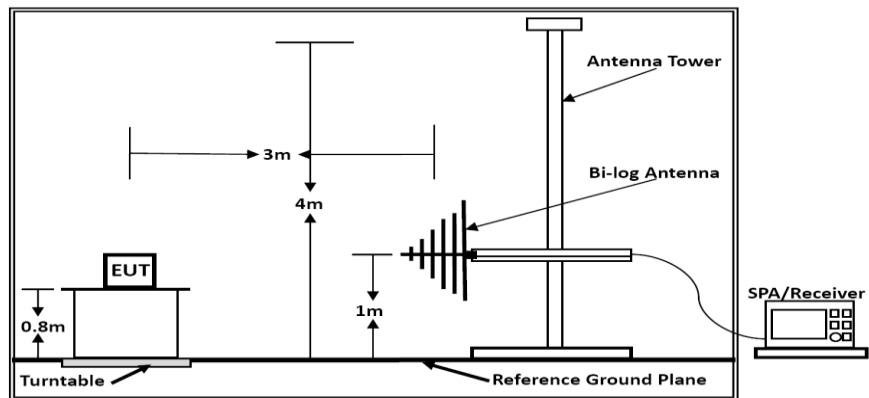 Antenna Tower
3m
Bi-log Antenna
4m
EUT
1m
SPA/Receiver
0.8m
Turntable
Reference Ground Plane